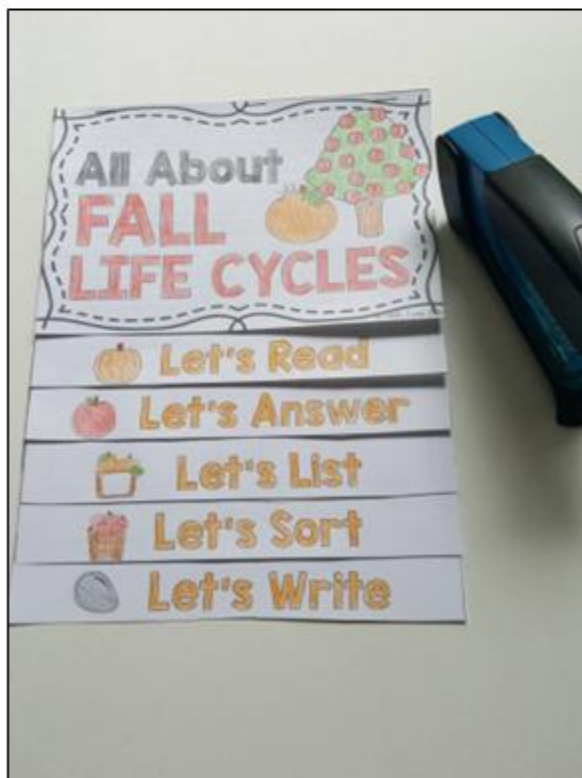 All About
FALL
LIFE CYCLES
Let's Read
Let's Answer
Let's List
Let's Sort
Let's Write